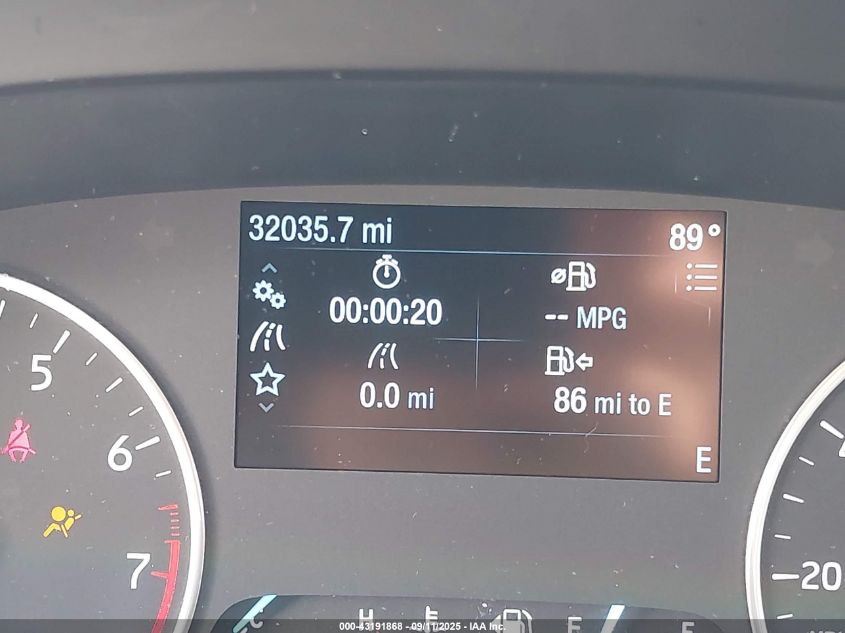 32035.7 mi 89°
00:00:20 -- MPG
0.0 mi 86 mi to E
E
5
6
7
20
H F
000-43191868 - 09/11/2025 - IAA Inc.